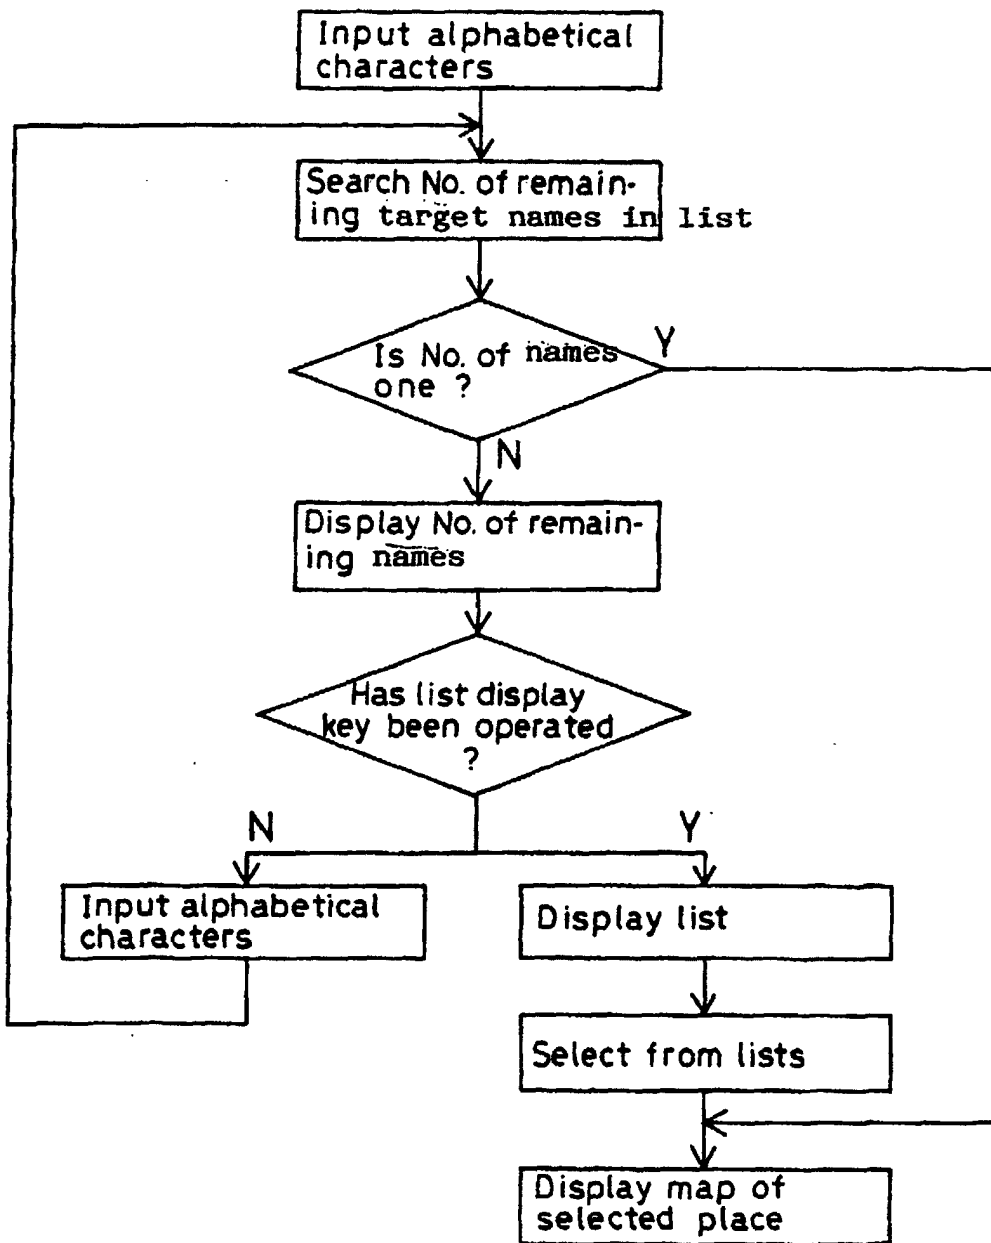 Input alphabetical
characters
Search No. of remain-
ing target names in list
Is No. of names
one ?
Y
N
Display No. of remain-
ing names
Has list display
key been operated
?
N
Y
Input alphabetical
characters
Display list
Select from lists
Display map of
selected place